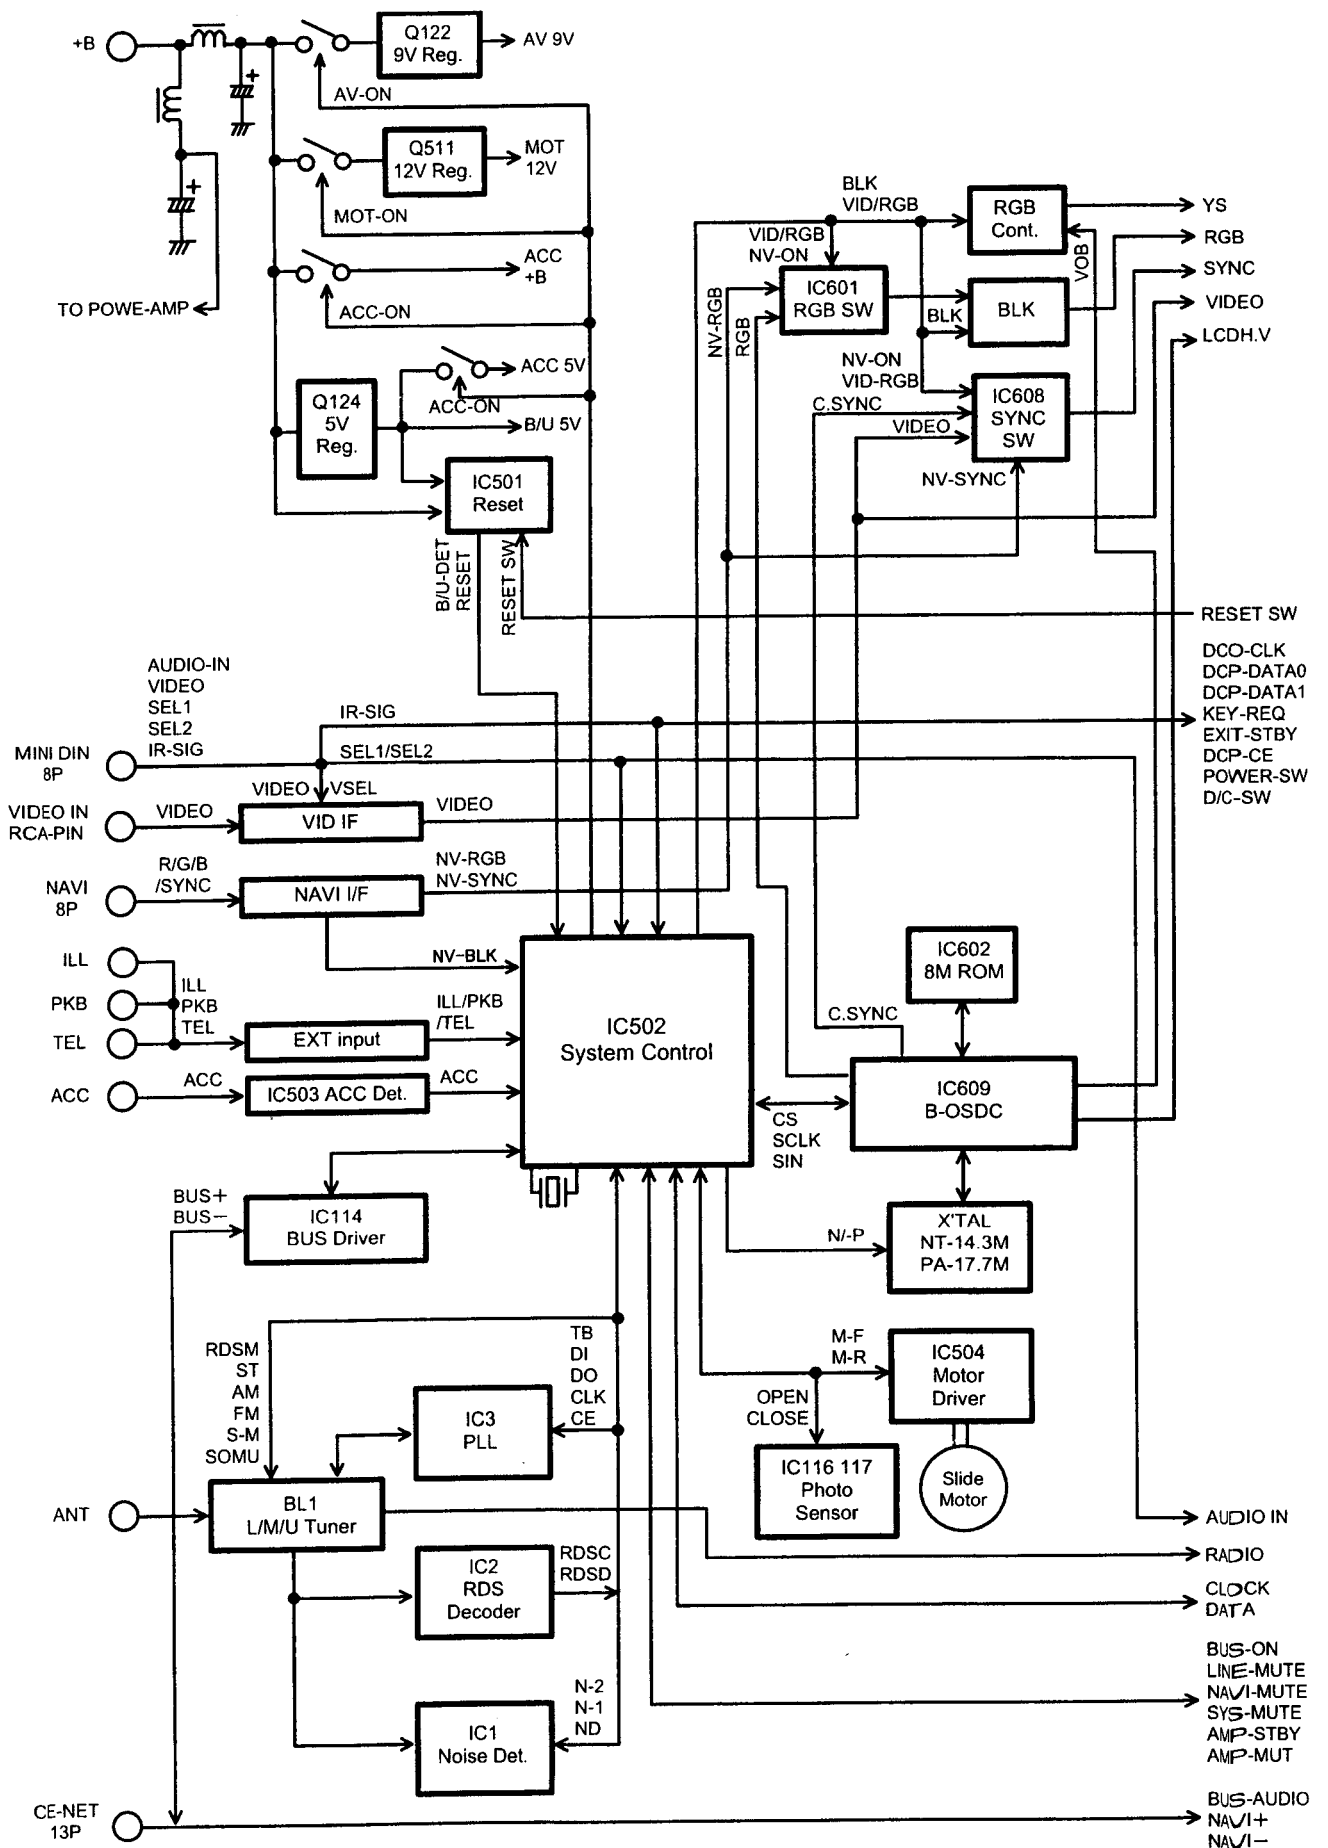 +B
Q122
9V Reg.
AV 9V
AV-ON
Q511
12V Reg.
MOT
12V
MOT-ON
ACC
+B
ACC-ON
TO POWE-AMP
Q124
5V
Reg.
ACC 5V
ACC-ON
B/U 5V
IC501
Reset
B/U-DET
RESET
RESET SW
BLK
VID/RGB
VID/RGB
NV-ON
RGB
Cont.
VOB
YS
RGB
SYNC
VIDEO
LCDH.V
IC601
RGB SW
NV-RGB
RGB
BLK
BLK
NV-ON
VID-RGB
C.SYNC
VIDEO
IC608
SYNC
SW
NV-SYNC
RESET SW
DCO-CLK
DCP-DATA0
DCP-DATA1
KEY-REQ
EXIT-STBY
DCP-CE
POWER-SW
D/C-SW
AUDIO-IN
VIDEO
SEL1
SEL2
IR-SIG
MINI DIN
8P
IR-SIG
SEL1/SEL2
VIDEO
VSEL
VIDEO IN
RCA-PIN
VIDEO
VID IF
VIDEO
NAVI
8P
R/G/B
/SYNC
NAVI I/F
NV-RGB
NV-SYNC
NV-BLK
ILL
PKB
TEL
ILL
PKB
TEL
EXT input
ILL/PKB
/TEL
ACC
ACC
IC503 ACC Det.
ACC
IC502
System Control
IC602
8M ROM
C.SYNC
IC609
B-OSDC
CS
SCLK
SIN
BUS+
BUS−
IC114
BUS Driver
N/-P
X'TAL
NT-14.3M
PA-17.7M
RDSM
ST
AM
FM
S-M
SOMU
TB
DI
DO
CLK
CE
IC3
PLL
M-F
M-R
IC504
Motor
Driver
OPEN
CLOSE
IC116 117
Photo
Sensor
Slide
Motor
ANT
BL1
L/M/U Tuner
IC2
RDS
Decoder
RDSC
RDSD
IC1
Noise Det.
N-2
N-1
ND
AUDIO IN
RADIO
CLOCK
DATA
BUS-ON
LINE-MUTE
NAVI-MUTE
SYS-MUTE
AMP-STBY
AMP-MUT
CE-NET
13P
BUS-AUDIO
NAVI+
NAVI−